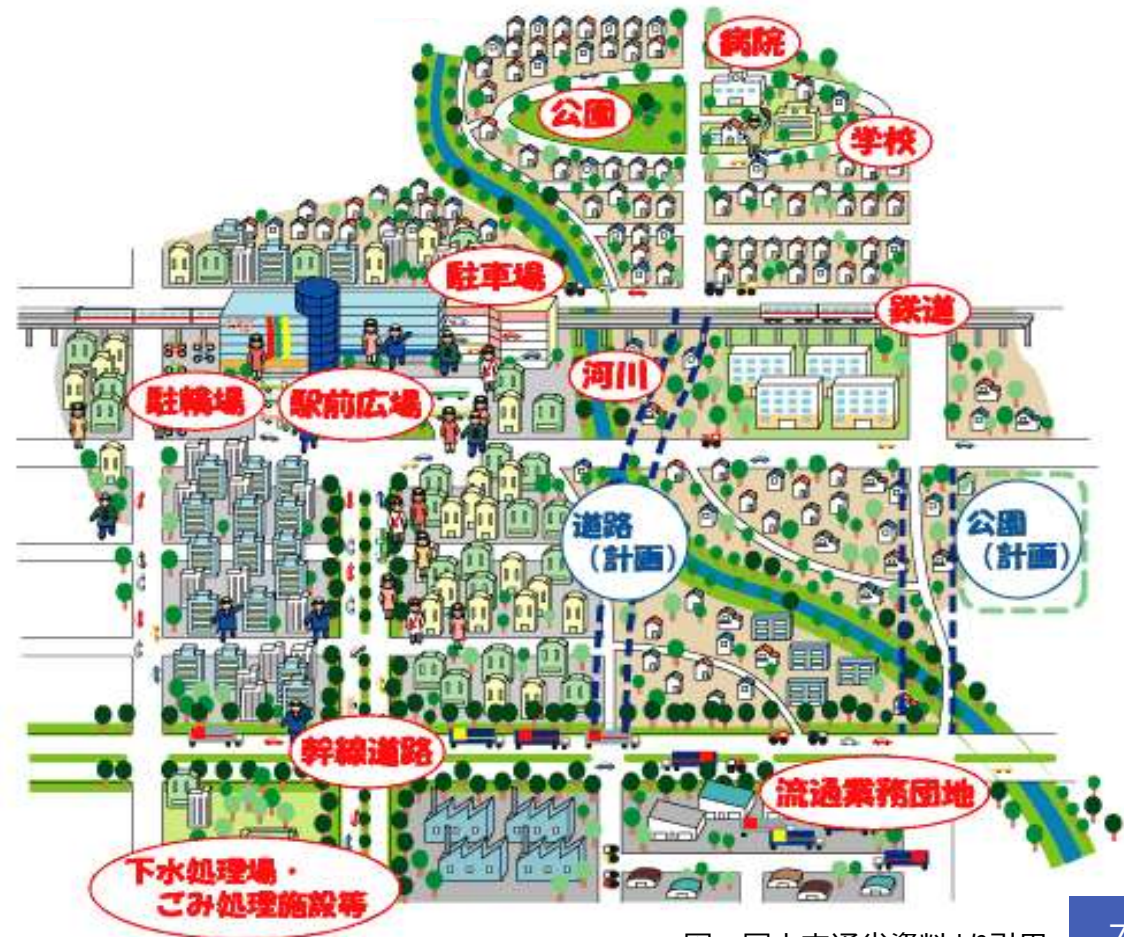 病院
公園
学校
駐車場
鉄道
河川
駐輪場
駅前広場
道路
（計画）
公園
（計画）
幹線道路
流通業務団地
下水処理場・
ごみ処理施設等
7